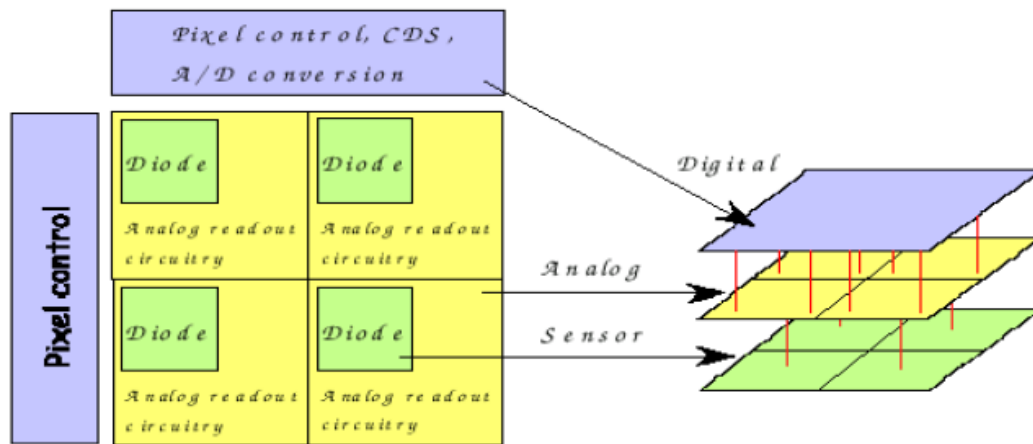 Pixel control, CDS,
A/D conversion
Pixel control
Diode
Diode
Analog readout
circuitry
Analog readout
circuitry
Diode
Diode
Analog readout
circuitry
Analog readout
circuitry
Digital
Analog
Sensor